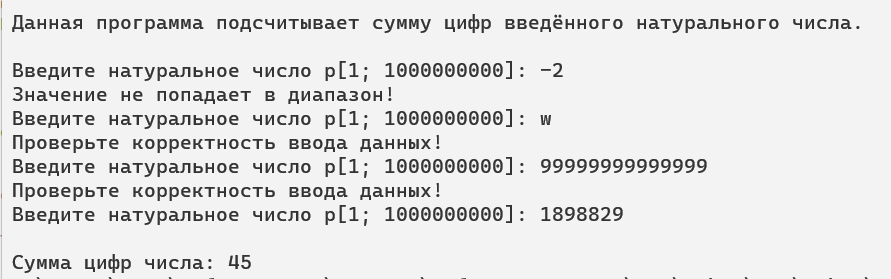 Данная программа подсчитывает сумму цифр введённого натурального числа.
Введите натуральное число p[1; 1000000000]: -2
Значение не попадает в диапазон!
Введите натуральное число p[1; 1000000000]: w
Проверьте корректность ввода данных!
Введите натуральное число p[1; 1000000000]: 99999999999999
Проверьте корректность ввода данных!
Введите натуральное число p[1; 1000000000]: 1898829
Сумма цифр числа: 45